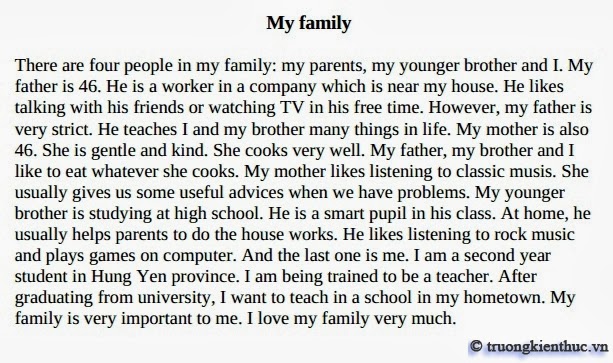 My family
There are four people in my family: my parents, my younger brother and I. My
father is 46. He is a worker in a company which is near my house. He likes
talking with his friends or watching TV in his free time. However, my father is
very strict. He teaches I and my brother many things in life. My mother is also
46. She is gentle and kind. She cooks very well. My father, my brother and I
like to eat whatever she cooks. My mother likes listening to classic musis. She
usually gives us some useful advices when we have problems. My younger
brother is studying at high school. He is a smart pupil in his class. At home, he
usually helps parents to do the house works. He likes listening to rock music
and plays games on computer. And the last one is me. I am a second year
student in Hung Yen province. I am being trained to be a teacher. After
graduating from university, I want to teach in a school in my hometown. My
family is very important to me. I love my family very much.
© truongkienthuc.vn